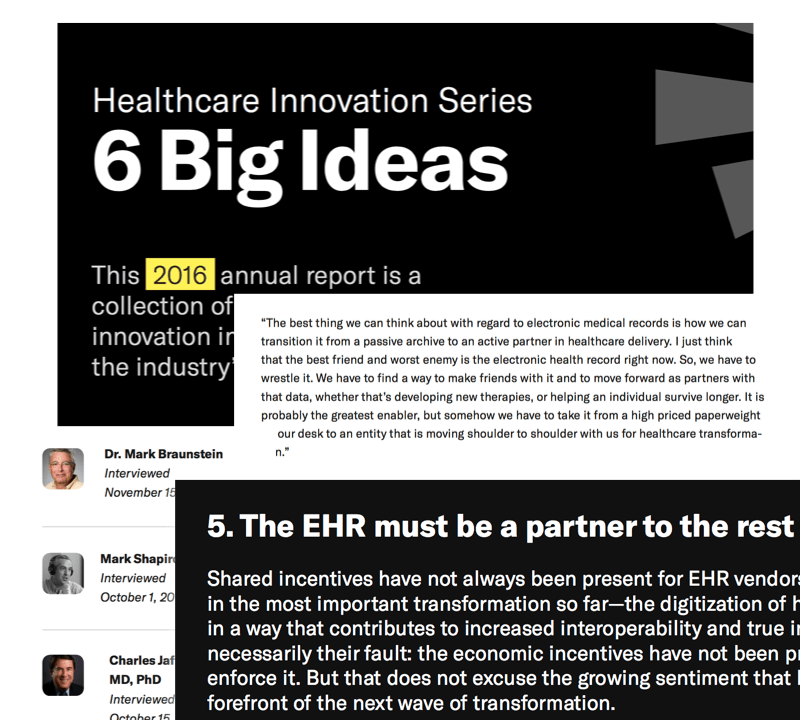 Healthcare Innovation Series
6 Big Ideas
This 2016 annual report is a
collection of
innovation in
the industry'
“The best thing we can think about with regard to electronic medical records is how we can
transition it from a passive archive to an active partner in healthcare delivery. I just think
that the best friend and worst enemy is the electronic health record right now. So, we have to
wrestle it. We have to find a way to make friends with it and to move forward as partners with
that data, whether that’s developing new therapies, or helping an individual survive longer. It is
probably the greatest enabler, but somehow we have to take it from a high priced paperweight
our desk to an entity that is moving shoulder to shoulder with us for healthcare transforma-
n.”
Dr. Mark Braunstein
Interviewed
November 15
Mark Shapir
Interviewed
October 1, 20
Charles Jaf
MD, PhD
Interviewed
October 15
5. The EHR must be a partner to the rest
Shared incentives have not always been present for EHR vendors
in the most important transformation so far—the digitization of h
in a way that contributes to increased interoperability and true i
necessarily their fault: the economic incentives have not been p
enforce it. But that does not excuse the growing sentiment that
forefront of the next wave of transformation.